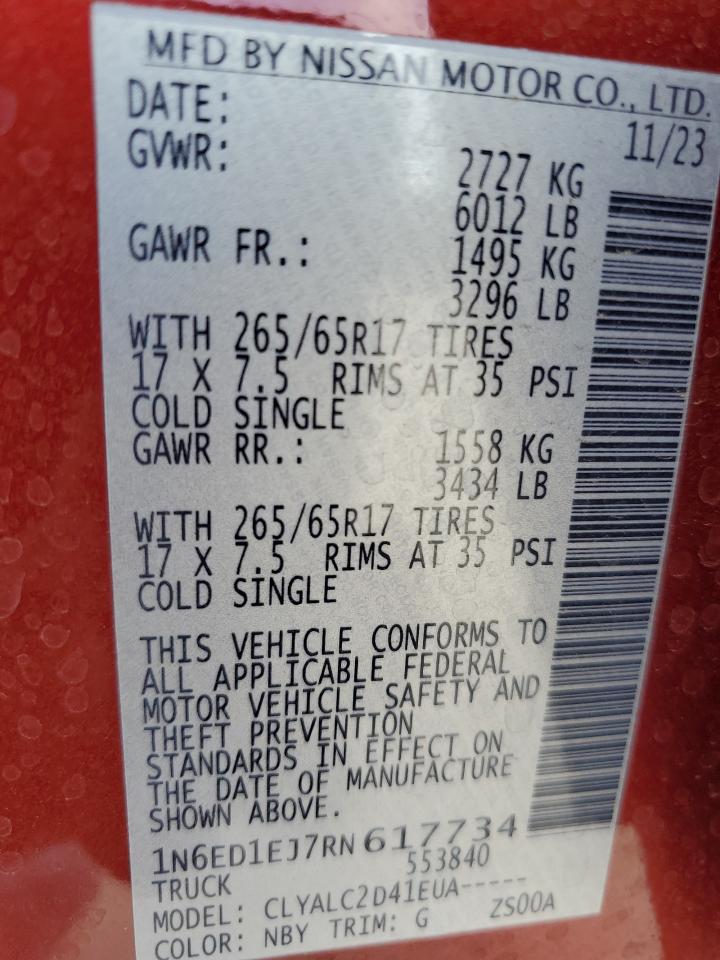 MFD BY NISSAN MOTOR CO., LTD.
DATE: 11/23
GVWR: 2727 KG
6012 LB
GAWR FR.: 1495 KG
3296 LB
WITH 265/65R17 TIRES
17 X 7.5 RIMS AT 35 PSI
COLD SINGLE
GAWR RR.: 1558 KG
3434 LB
WITH 265/65R17 TIRES
17 X 7.5 RIMS AT 35 PSI
COLD SINGLE
THIS VEHICLE CONFORMS TO
ALL APPLICABLE FEDERAL
MOTOR VEHICLE SAFETY AND
THEFT PREVENTION
STANDARDS IN EFFECT ON
THE DATE OF MANUFACTURE
SHOWN ABOVE.
1N6ED1EJ7RN617734
TRUCK 553840
MODEL: CLYALC2D41EUA-----
COLOR: NBY TRIM: G ZS00A